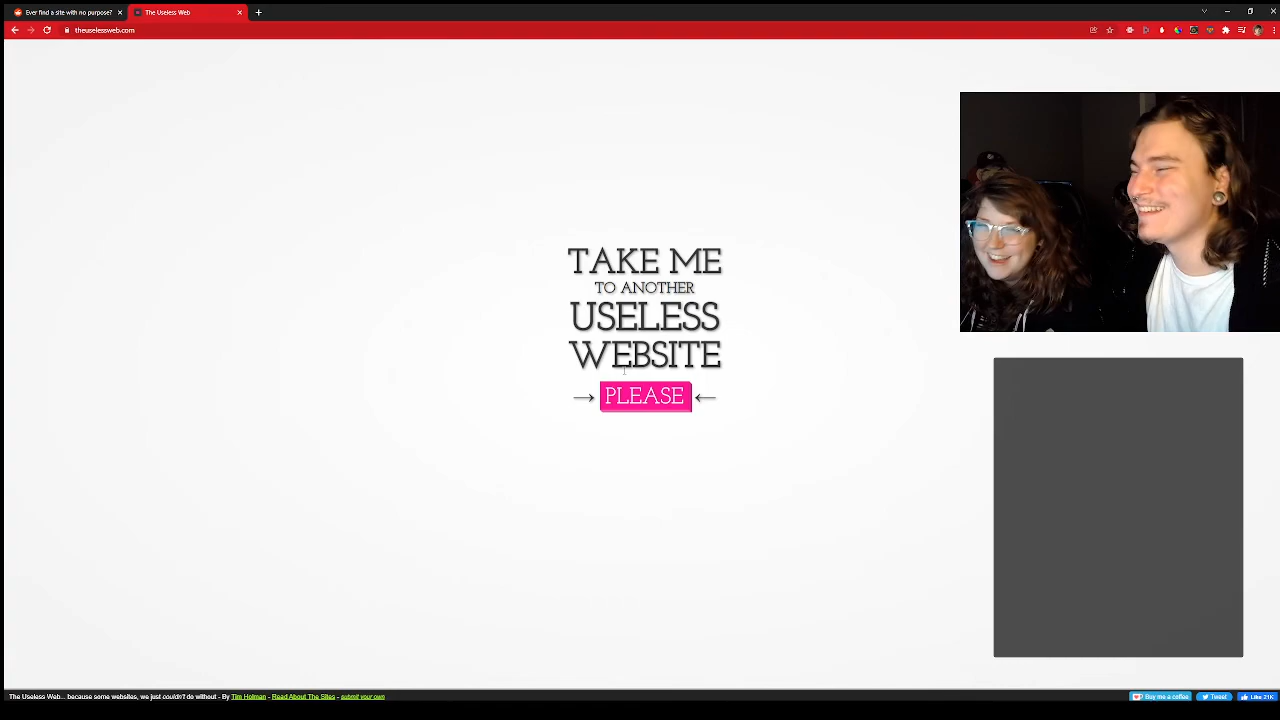 Ever find a site with no purpose?
The Useless Web
theuselessweb.com
TAKE ME
TO ANOTHER
USELESS
WEBSITE
→ PLEASE ←
The Useless Web... because some websites, we just couldn't do without - By Tim Holman - Read About The Sites - submit your own
Buy me a coffee
Tweet
Like 21K